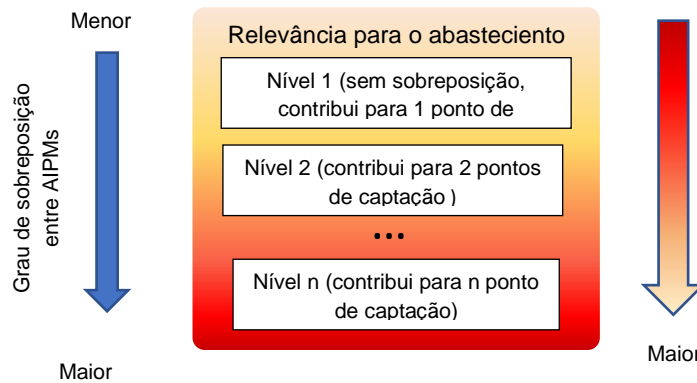 Menor
Relevância para o abasteciento
Nível 1 (sem sobreposição,
contribui para 1 ponto de
Grau de sobreposição
entre AIPMs
Nível 2 (contribui para 2 pontos
de captação )
...
Nível n (contribui para n ponto
de captação)
Maior
Maior